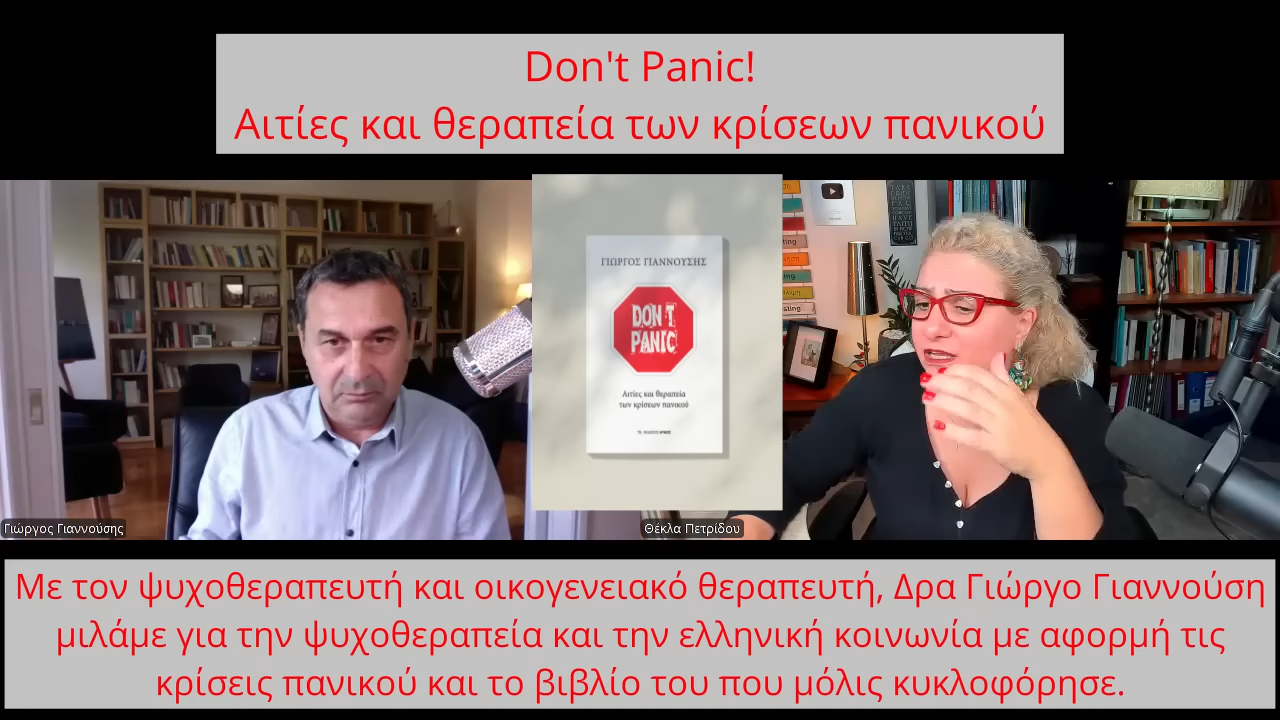 Don't Panic!
Αιτίες και θεραπεία των κρίσεων πανικού
ΓΙΩΡΓΟΣ ΓΙΑΝΝΟΥΣΗΣ
DON'T
PANIC
Αιτίες και θεραπεία
των κρίσεων πανικού
Γιώργος Γιαννούσης
Θέκλα Πετρίδου
Με τον ψυχοθεραπευτή και οικογενειακό θεραπευτή, Δρα Γιώργο Γιαννούση
μιλάμε για την ψυχοθεραπεία και την ελληνική κοινωνία με αφορμή τις
κρίσεις πανικού και το βιβλίο του που μόλις κυκλοφόρησε.